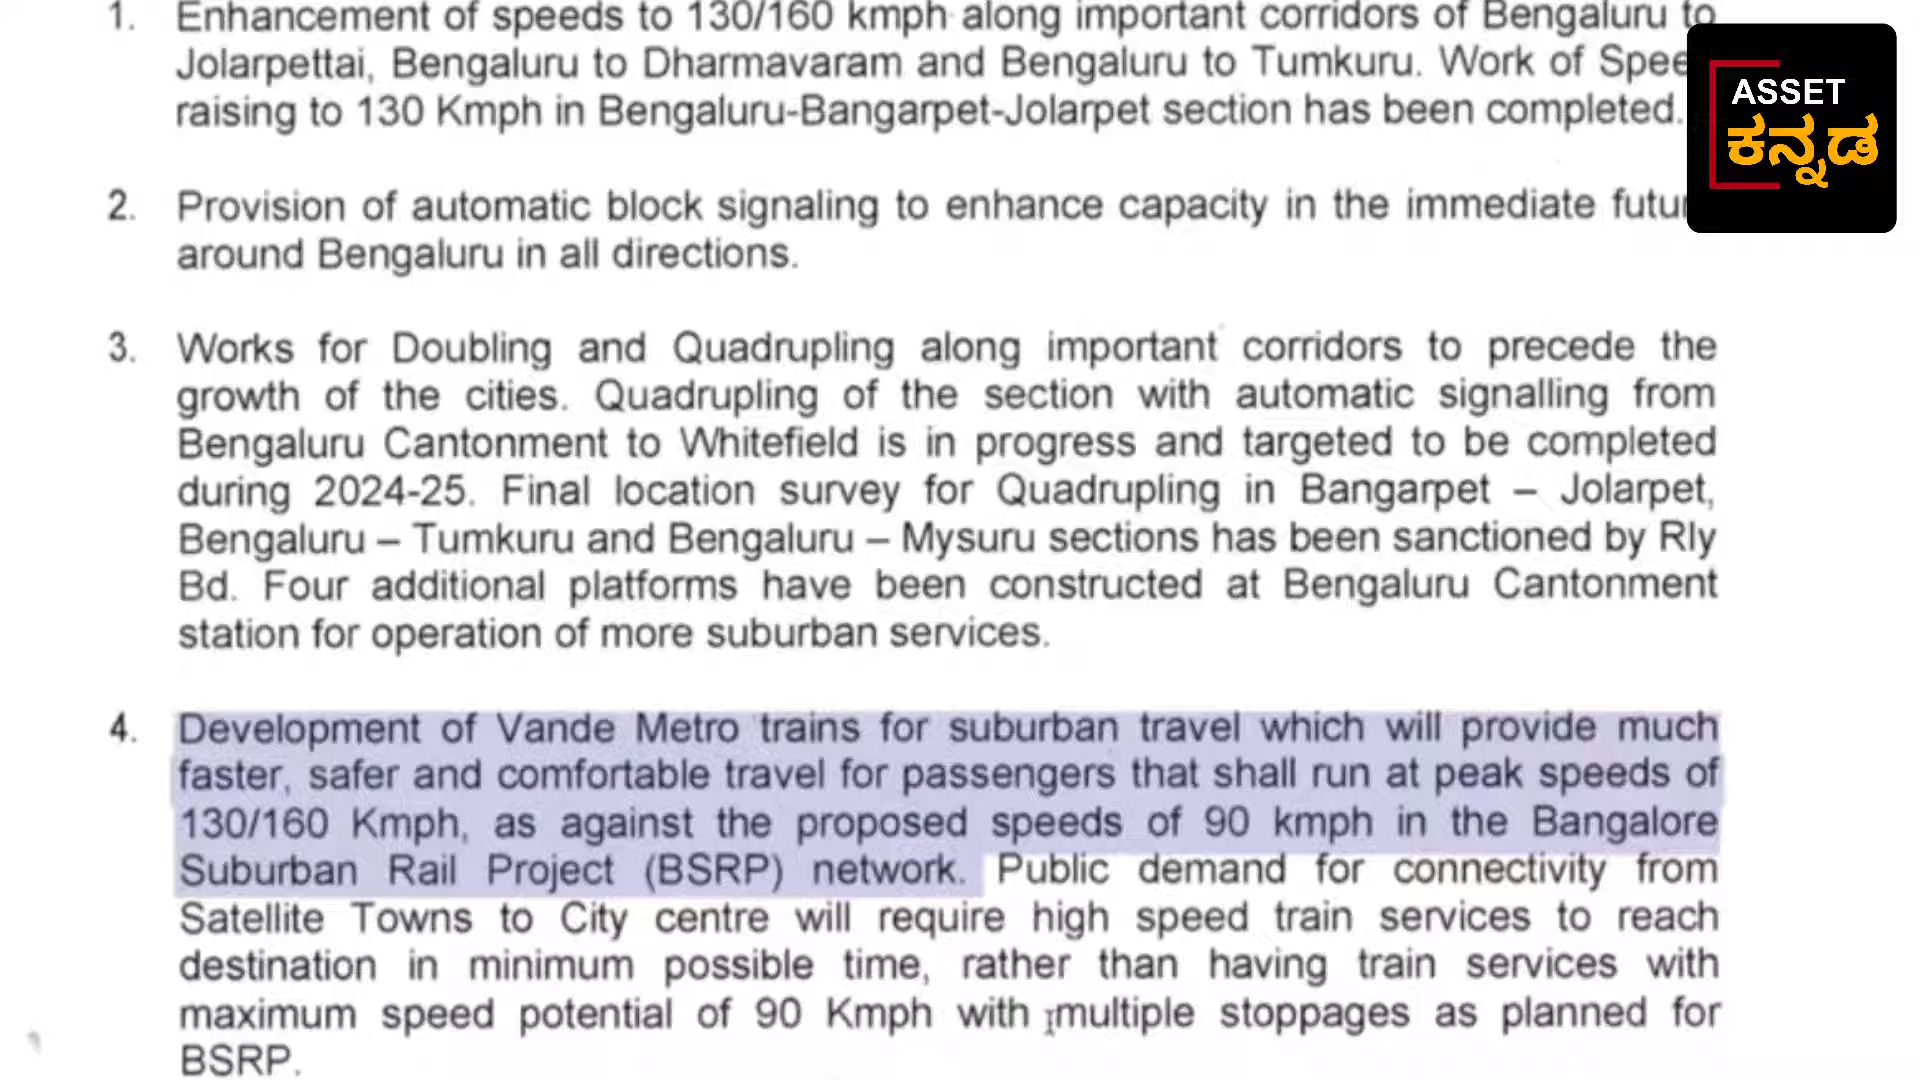 1. Enhancement of speeds to 130/160 kmph along important corridors of Bengaluru to
Jolarpettai, Bengaluru to Dharmavaram and Bengaluru to Tumkuru. Work of Spee
raising to 130 Kmph in Bengaluru-Bangarpet-Jolarpet section has been completed.
ASSET
ಕನ್ನಡ
2. Provision of automatic block signaling to enhance capacity in the immediate futur
around Bengaluru in all directions.
3. Works for Doubling and Quadrupling along important corridors to precede the
growth of the cities. Quadrupling of the section with automatic signalling from
Bengaluru Cantonment to Whitefield is in progress and targeted to be completed
during 2024-25. Final location survey for Quadrupling in Bangarpet – Jolarpet,
Bengaluru – Tumkuru and Bengaluru – Mysuru sections has been sanctioned by Rly
Bd. Four additional platforms have been constructed at Bengaluru Cantonment
station for operation of more suburban services.
4. Development of Vande Metro trains for suburban travel which will provide much
faster, safer and comfortable travel for passengers that shall run at peak speeds of
130/160 Kmph, as against the proposed speeds of 90 kmph in the Bangalore
Suburban Rail Project (BSRP) network. Public demand for connectivity from
Satellite Towns to City centre will require high speed train services to reach
destination in minimum possible time, rather than having train services with
maximum speed potential of 90 Kmph with multiple stoppages as planned for
BSRP.